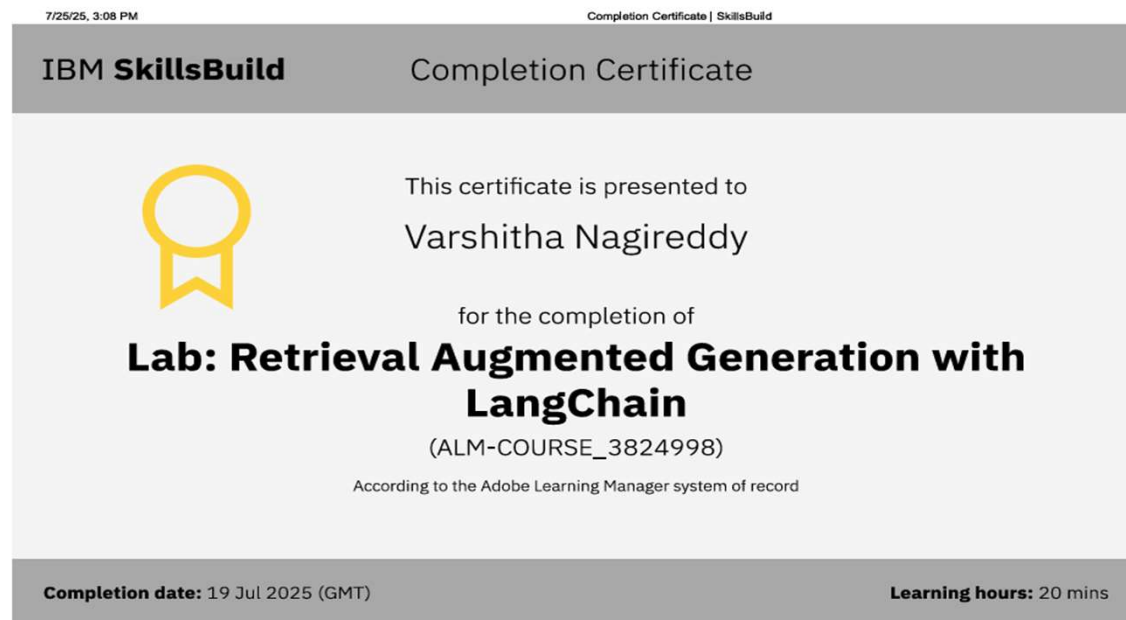 7/25/25, 3:08 PM Completion Certificate | SkillsBuild
IBM SkillsBuild Completion Certificate
This certificate is presented to
Varshitha Nagireddy
for the completion of
Lab: Retrieval Augmented Generation with
LangChain
(ALM-COURSE_3824998)
According to the Adobe Learning Manager system of record
Completion date: 19 Jul 2025 (GMT) Learning hours: 20 mins